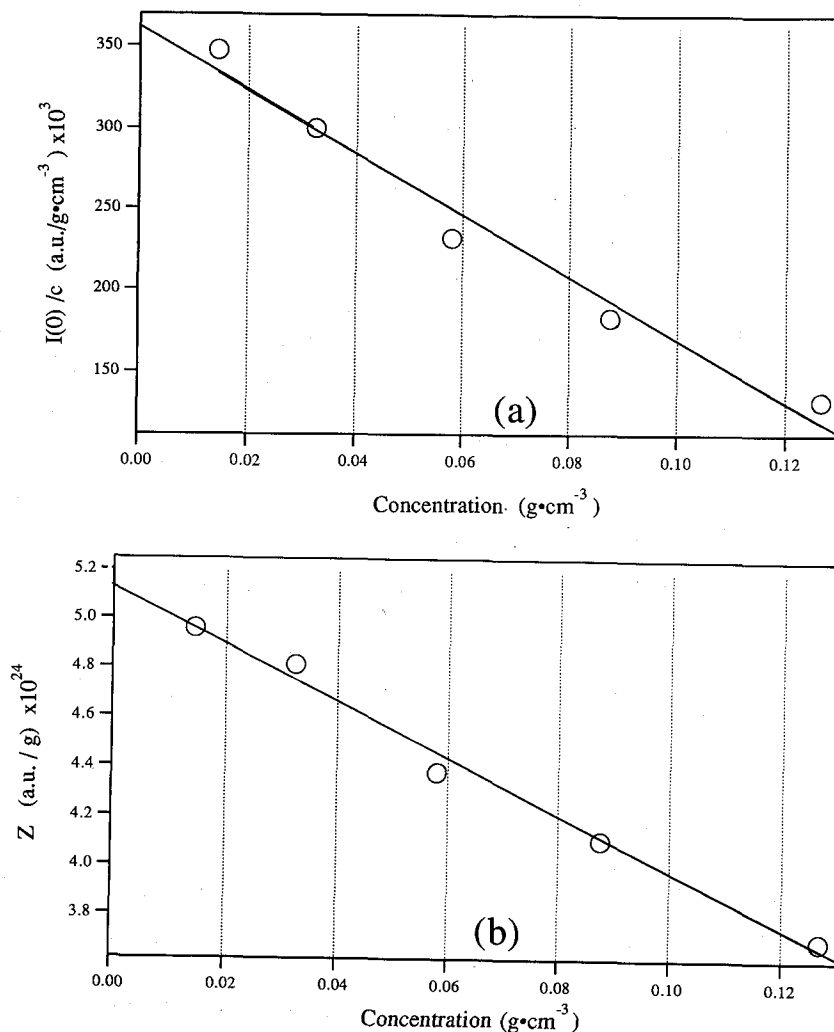 350
300
250
200
150
I(0) /c (a.u./g•cm-3) x10^3
(a)
0.00 0.02 0.04 0.06 0.08 0.10 0.12
Concentration (g•cm-3)
5.2
5.0
4.8
4.6
4.4
4.2
4.0
3.8
Z (a.u. / g) x10^24
(b)
0.00 0.02 0.04 0.06 0.08 0.10 0.12
Concentration (g•cm-3)